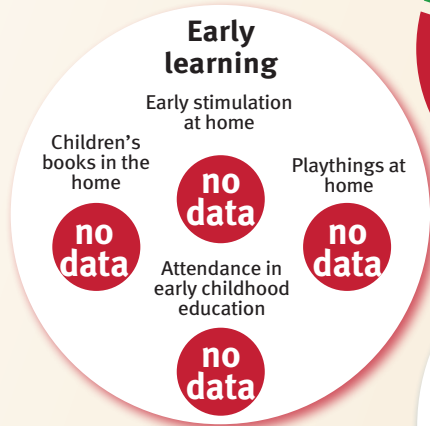 Early
learning
Early stimulation
at home
no
data
Children's
books in the
home
no
data
Playthings at
home
no
data
Attendance in
early childhood
education
no
data